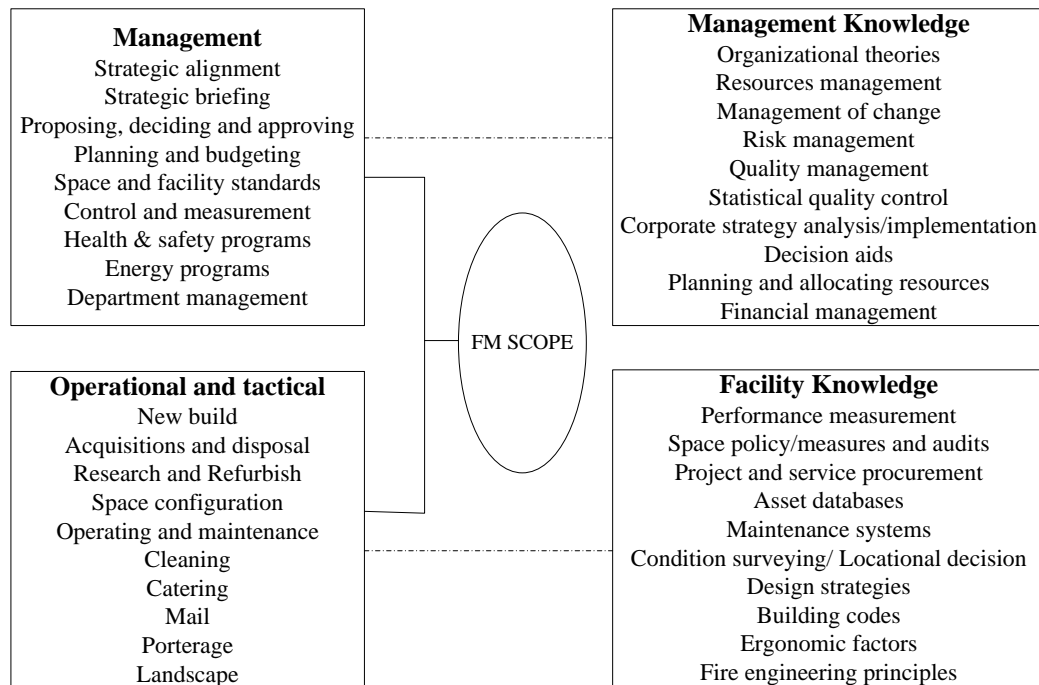 Management
Strategic alignment
Strategic briefing
Proposing, deciding and approving
Planning and budgeting
Space and facility standards
Control and measurement
Health & safety programs
Energy programs
Department management
Management Knowledge
Organizational theories
Resources management
Management of change
Risk management
Quality management
Statistical quality control
Corporate strategy analysis/implementation
Decision aids
Planning and allocating resources
Financial management
FM SCOPE
Operational and tactical
New build
Acquisitions and disposal
Research and Refurbish
Space configuration
Operating and maintenance
Cleaning
Catering
Mail
Porterage
Landscape
Facility Knowledge
Performance measurement
Space policy/measures and audits
Project and service procurement
Asset databases
Maintenance systems
Condition surveying/ Locational decision
Design strategies
Building codes
Ergonomic factors
Fire engineering principles